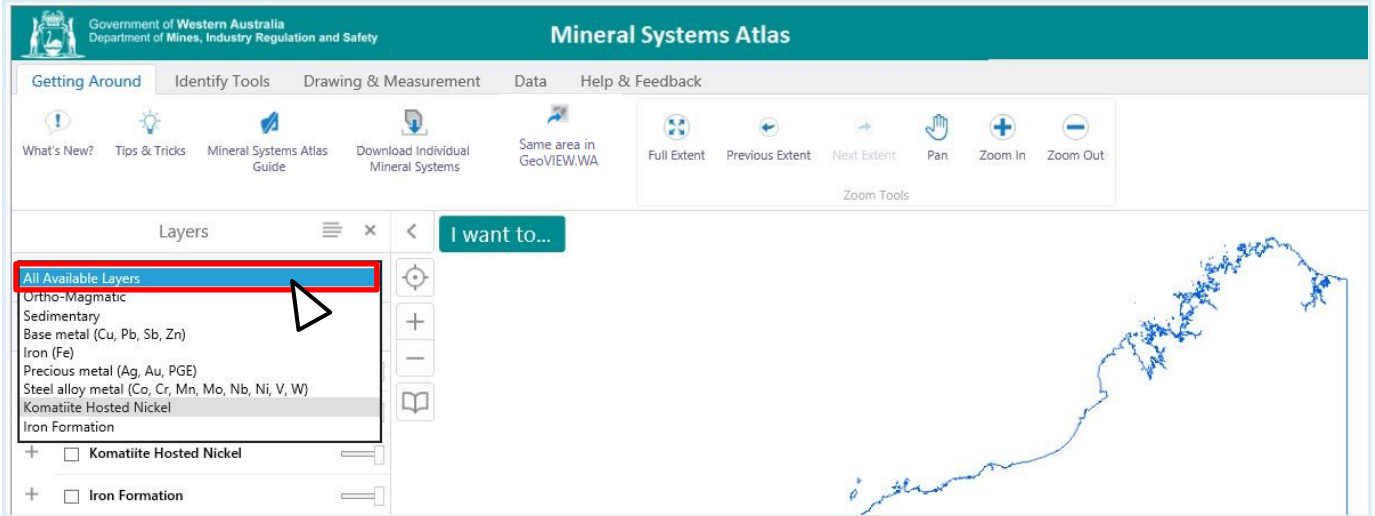 Government of Western Australia
Department of Mines, Industry Regulation and Safety
Mineral Systems Atlas
Getting Around
Identify Tools
Drawing & Measurement
Data
Help & Feedback
What's New?
Tips & Tricks
Mineral Systems Atlas
Guide
Download Individual
Mineral Systems
Same area in
GeoVIEW.WA
Full Extent
Previous Extent
Next Extent
Pan
Zoom In
Zoom Out
Zoom Tools
Layers
I want to...
All Available Layers
Ortho-Magmatic
Sedimentary
Base metal (Cu, Pb, Sb, Zn)
Iron (Fe)
Precious metal (Ag, Au, PGE)
Steel alloy metal (Co, Cr, Mn, Mo, Nb, Ni, V, W)
Komatiite Hosted Nickel
Iron Formation
Komatiite Hosted Nickel
Iron Formation